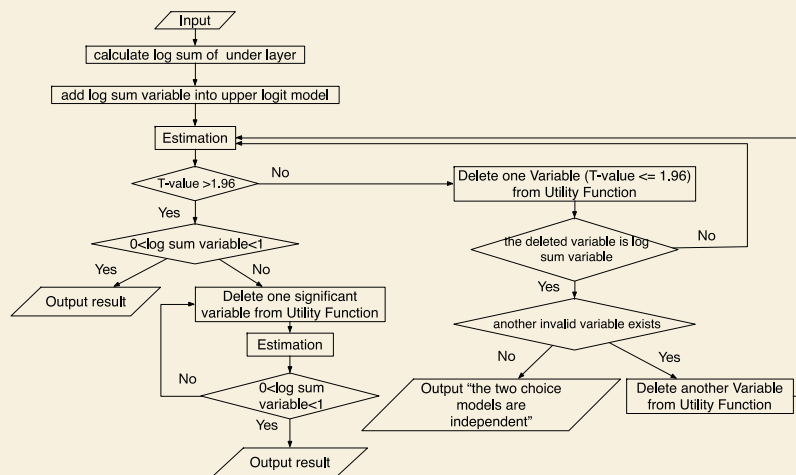 Input
calculate log sum of under layer
add log sum variable into upper logit model
Estimation
T-value >1.96
No
Delete one Variable (T-value <= 1.96)
from Utility Function
Yes
0<log sum variable<1
the deleted variable is log
sum variable
No
Yes
No
Yes
Output result
Delete one significant
variable from Utility Function
another invalid variable exists
Estimation
No
Yes
No
0<log sum
variable<1
Output “the two choice
models are
independent”
Delete another Variable
from Utility Function
Yes
Output result